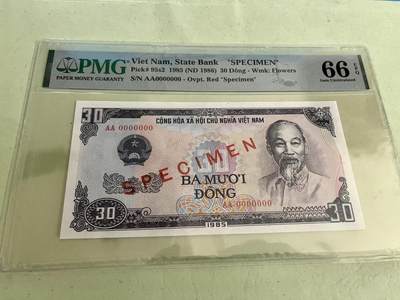 PMG
PAPER MONEY GUARANTY
Viet Nam, State Bank "SPECIMEN"
Pick# 95s2 1985 (ND 1986) 30 Dông - Wmk: Flowers
S/N AA0000000 - Ovpt. Red "Specimen"
66 EPQ
Gem Uncirculated
30
CỘNG HÒA XÃ HỘI CHỦ NGHĨA VIỆT NAM
AA 0000000
SPECIMEN
BA MƯƠI
ĐỒNG
AA 0000000
30
1985
30